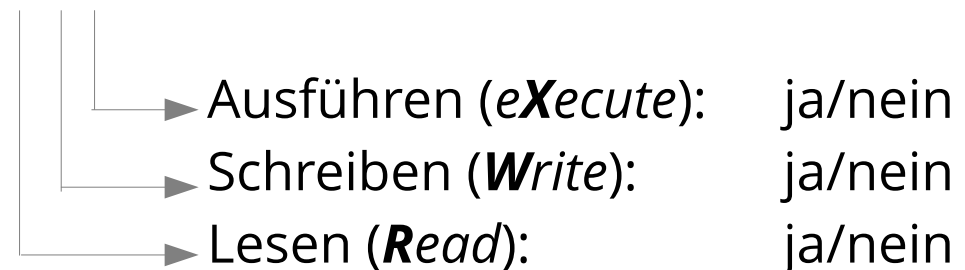 Ausführen (eXecute): ja/nein
Schreiben (Write): ja/nein
Lesen (Read): ja/nein